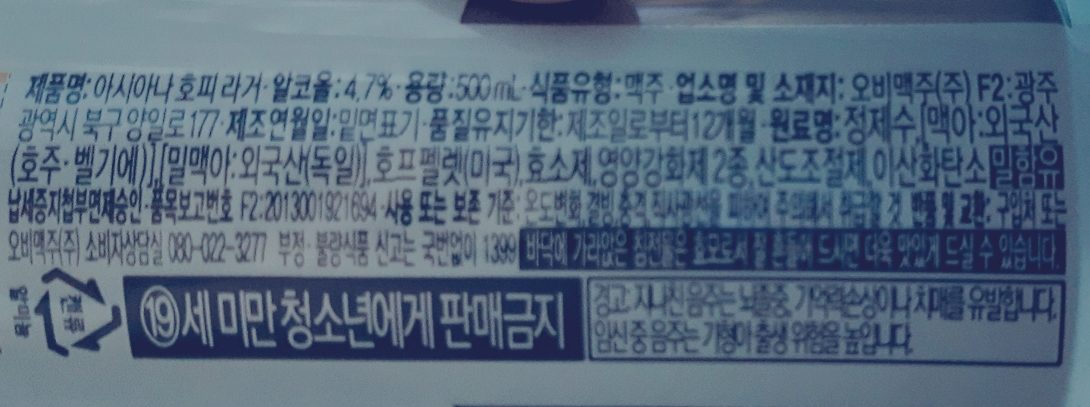 제품명: 아시아나 호피 라거·알코올: 4.7%·용량:500 mL·식품유형: 맥주·업소명 및 소재지: 오비맥주(주) F2:광주
광역시 북구 양일로 177·제조연월일:밑면표기·품질유지기한:제조일로부터 12개월·원료명: 정제수, [맥아:외국산
(호주·벨기에)], [밀맥아:외국산(독일)], 호프펠렛(미국), 효소제, 영양강화제 2종, 산도조절제, 이산화탄소 밀함유
납세증지첩부면제승인·품목보고번호 F2:2013001921694·사용 또는 보존 기준: 온도변화, 결빙, 충격, 직사광선을 피하여 주의해서 취급할 것. 반품 및 교환: 구입처 또는
오비맥주(주) 소비자상담실 080-022-3277 부정·불량식품 신고는 국번없이 1399 바닥에 가라앉은 침전물은 효모로서 잘 흔들어 드시면 더욱 맛있게 드실 수 있습니다.
캔류
⑲세 미만 청소년에게 판매금지
경고: 지나친 음주는 뇌졸중, 기억력손상이나 치매를 유발합니다.
임신 중 음주는 기형아 출생 위험을 높입니다.